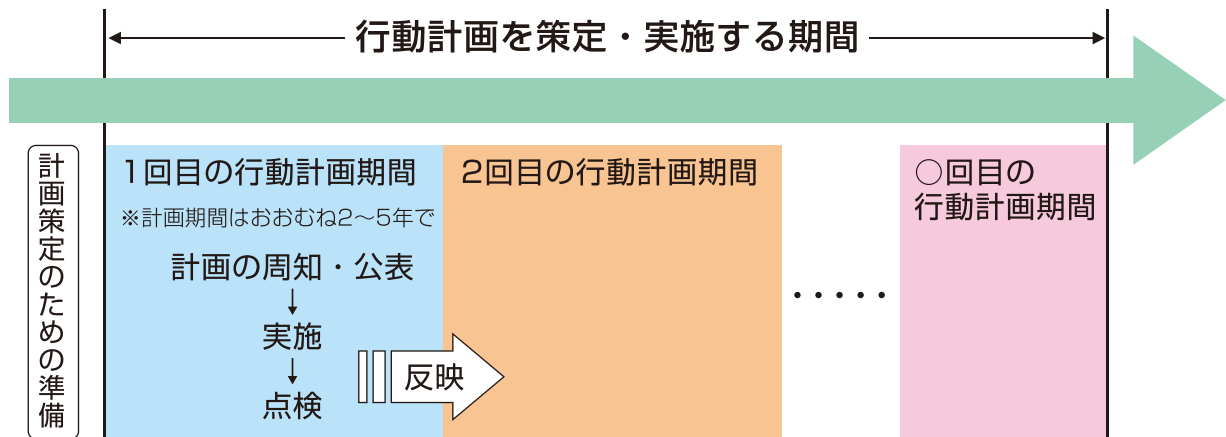 行動計画を策定・実施する期間
計画策定のための準備
1回目の行動計画期間
※計画期間はおおむね2〜5年で
計画の周知・公表
実施
点検
反映
2回目の行動計画期間
・・・・・
○回目の
行動計画期間